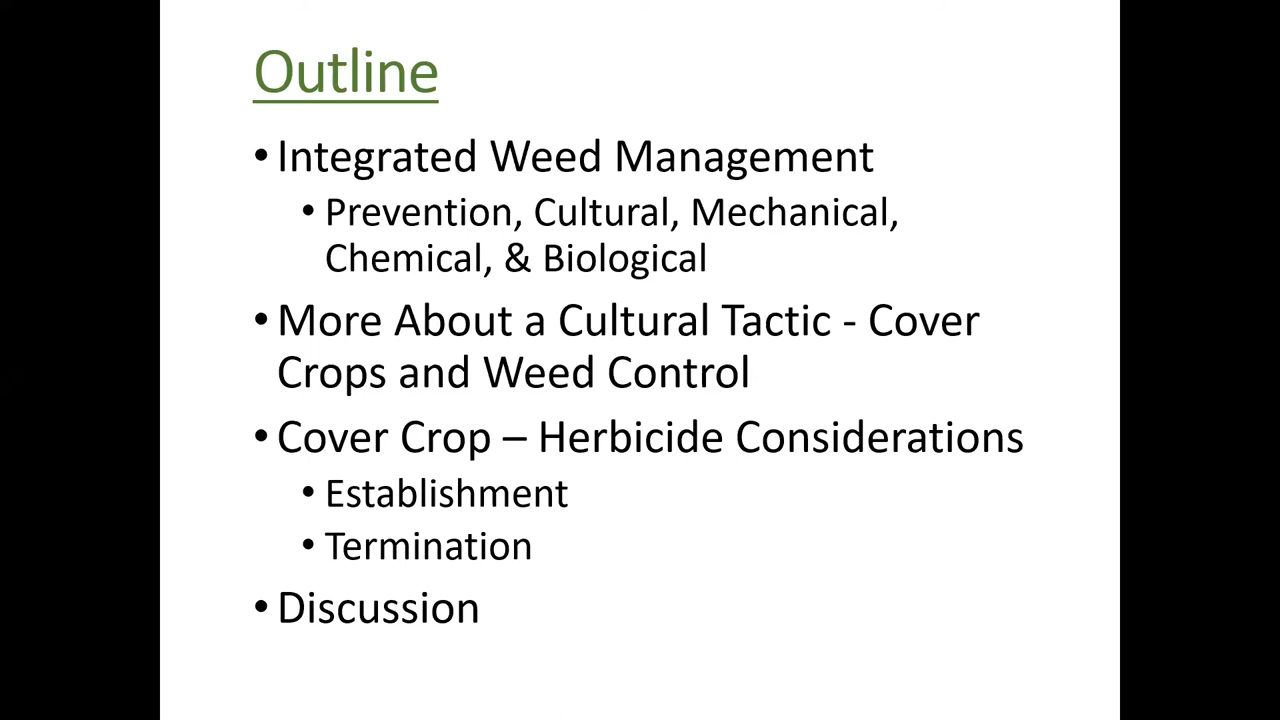 Outline
• Integrated Weed Management
• Prevention, Cultural, Mechanical,
Chemical, & Biological
• More About a Cultural Tactic - Cover
Crops and Weed Control
• Cover Crop – Herbicide Considerations
• Establishment
• Termination
• Discussion